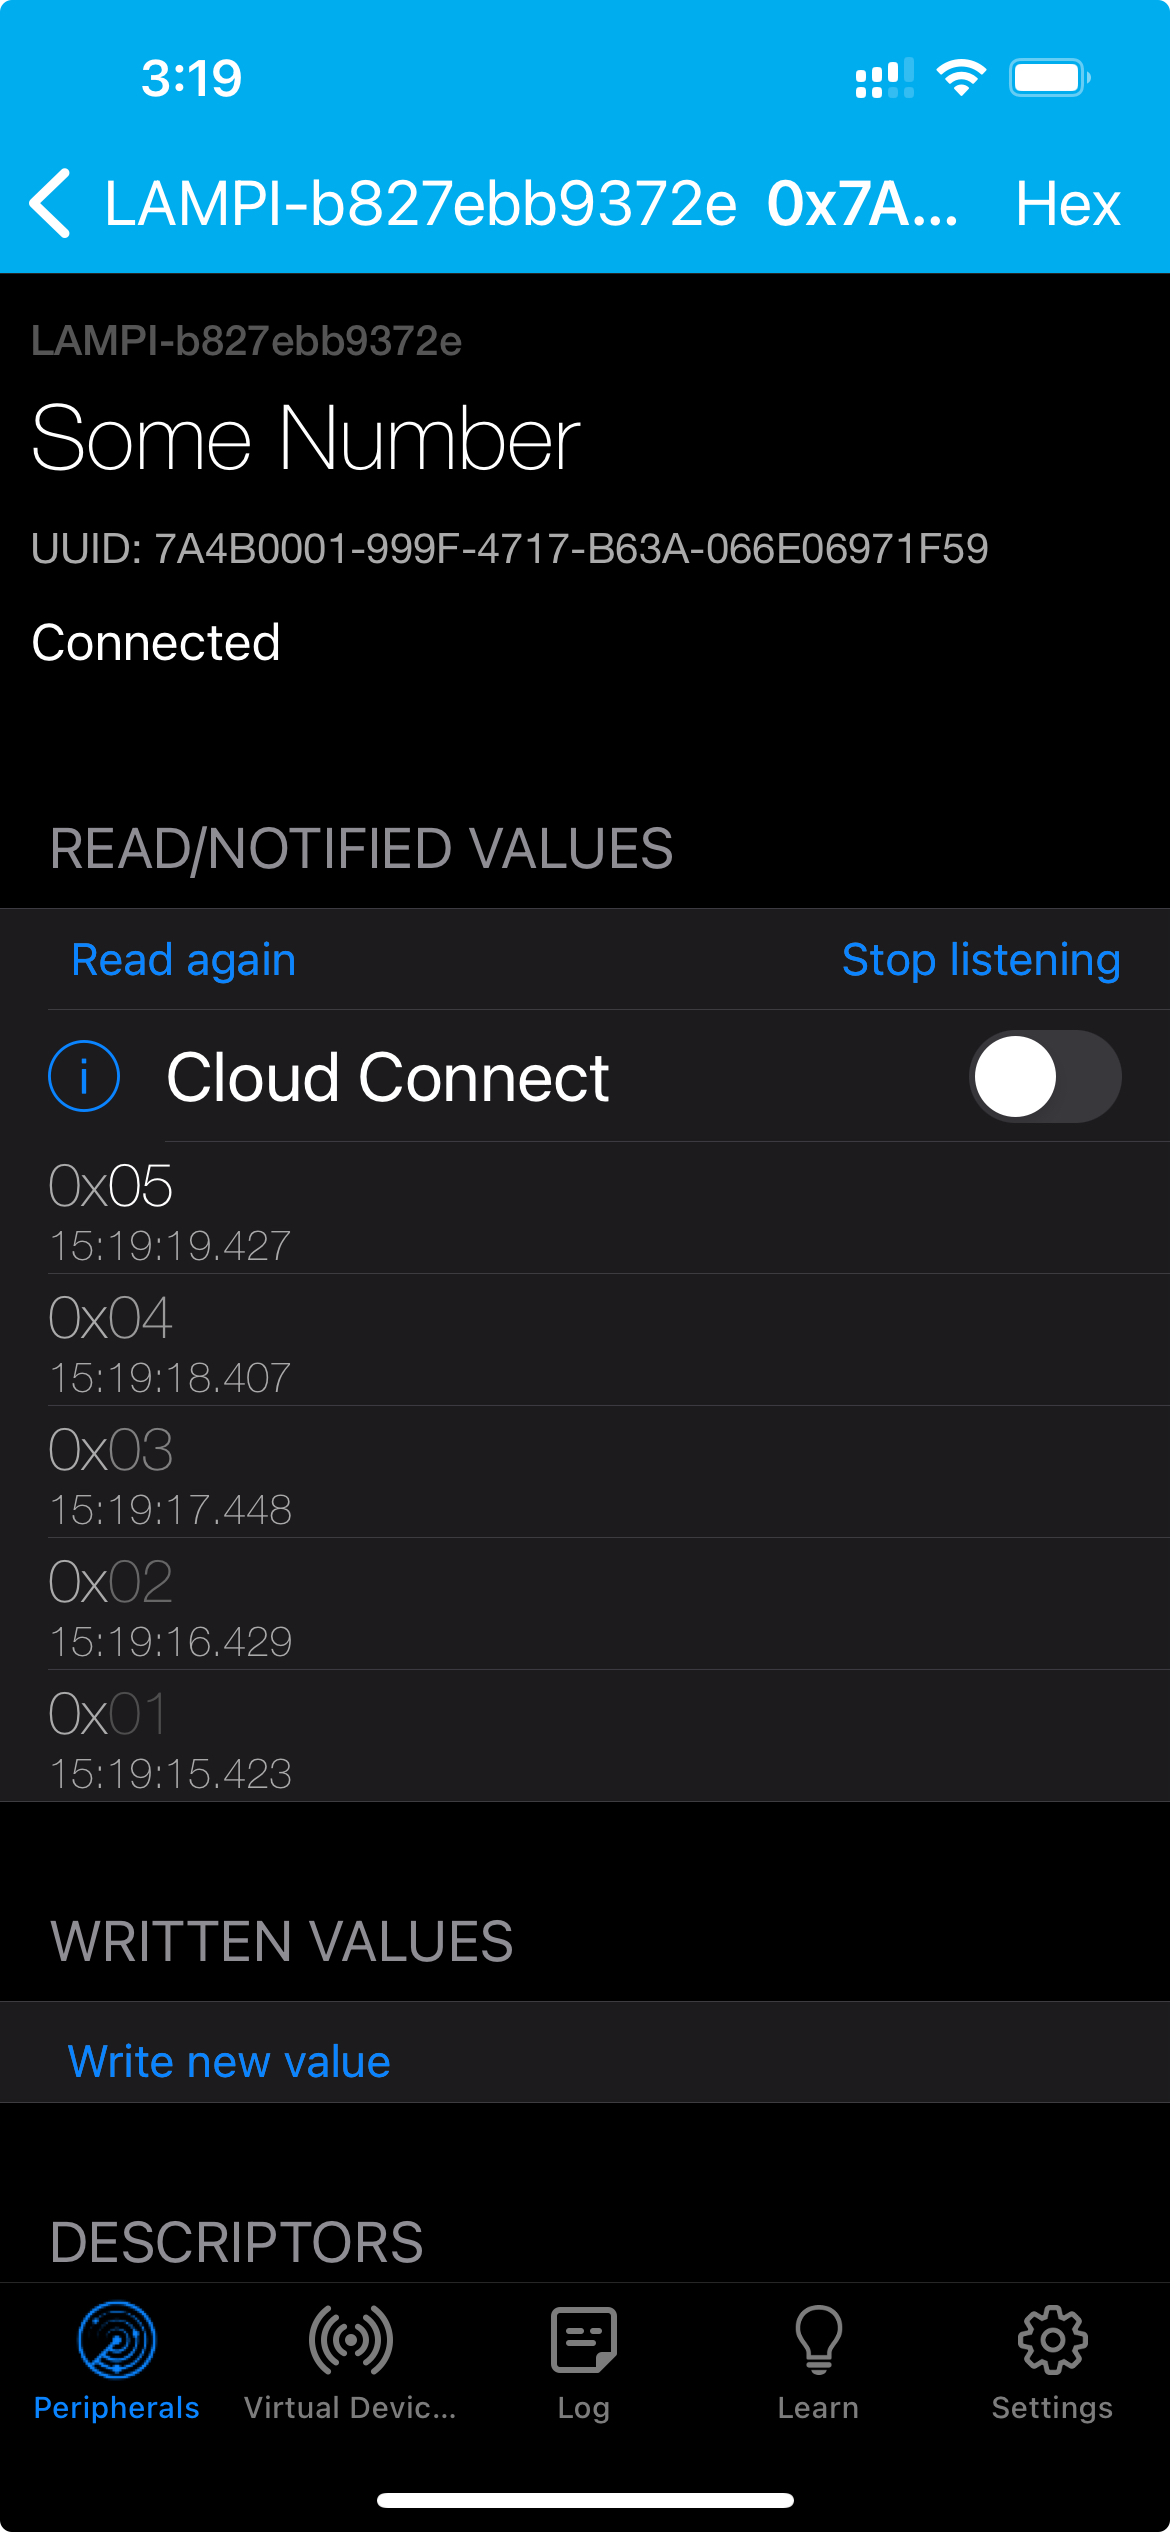 3:19
LAMPI-b827ebb9372e 0x7A... Hex
LAMPI-b827ebb9372e
Some Number
UUID: 7A4B0001-999F-4717-B63A-066E06971F59
Connected
READ/NOTIFIED VALUES
Read again Stop listening
i Cloud Connect
0x05
15:19:19.427
0x04
15:19:18.407
0x03
15:19:17.448
0x02
15:19:16.429
0x01
15:19:15.423
WRITTEN VALUES
Write new value
DESCRIPTORS
Peripherals Virtual Devic... Log Learn Settings